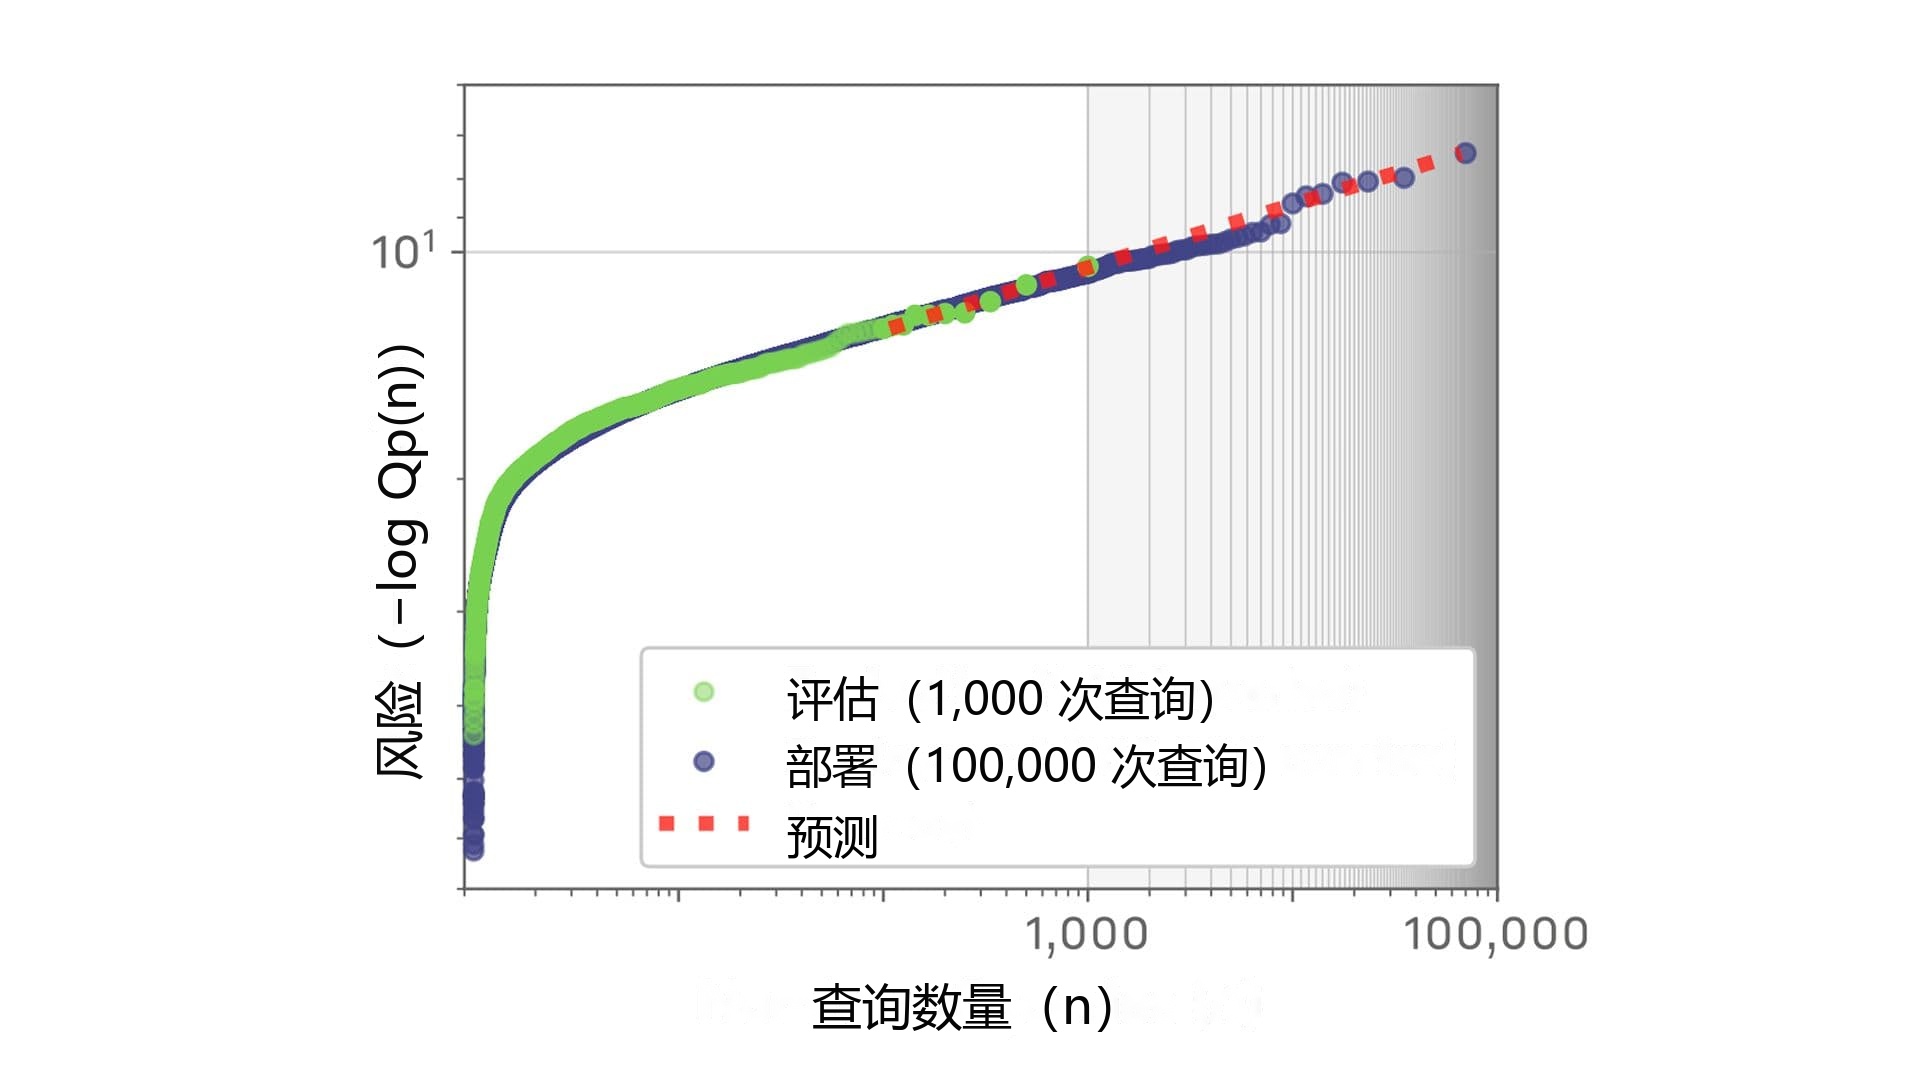 10¹
风险（−log Qp(n)）
评估（1,000 次查询）
部署（100,000 次查询）
预测
1,000
100,000
查询数量（n）